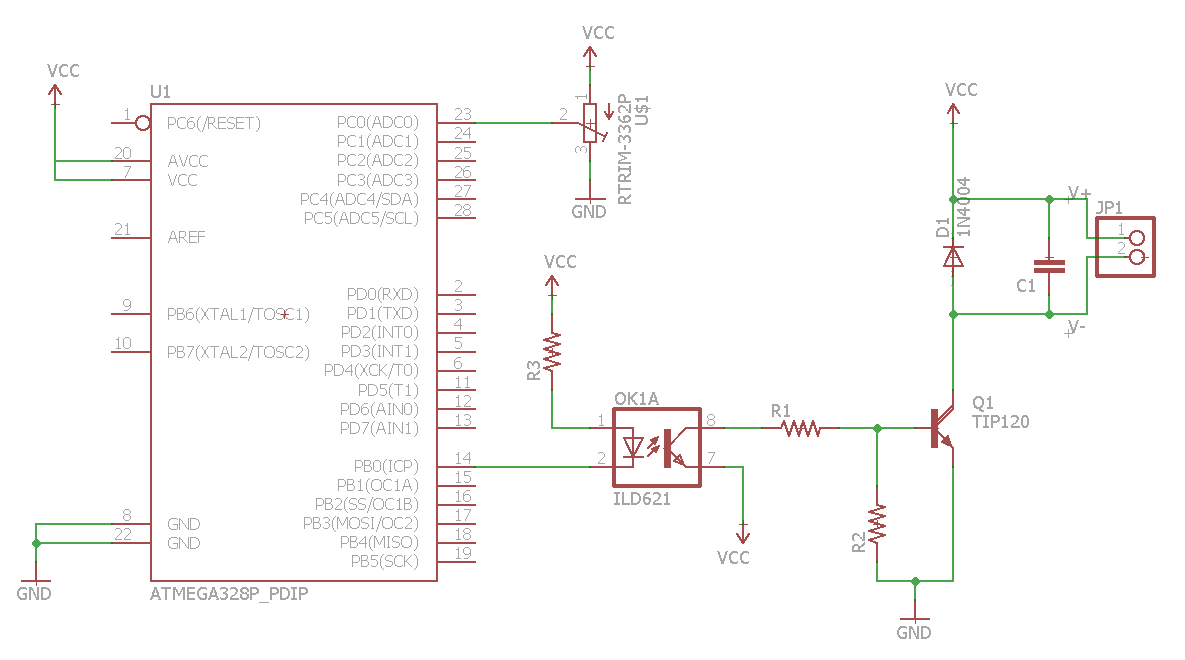 VCC
VCC
VCC
U1
1
PC6(/RESET)
PC0(ADC0)
23
PC1(ADC1)
24
20
AVCC
PC2(ADC2)
25
7
VCC
PC3(ADC3)
26
PC4(ADC4/SDA)
27
PC5(ADC5/SCL)
28
21
AREF
1
2
3
RTRIM-3362P
U$1
GND
9
PB6(XTAL1/TOSC1)
10
PB7(XTAL2/TOSC2)
PD0(RXD)
2
PD1(TXD)
3
PD2(INT0)
4
PD3(INT1)
5
PD4(XCK/T0)
6
PD5(T1)
11
PD6(AIN0)
12
PD7(AIN1)
13
PB0(ICP)
14
PB1(OC1A)
15
PB2(SS/OC1B)
16
PB3(MOSI/OC2)
17
PB4(MISO)
18
PB5(SCK)
19
8
GND
22
GND
GND
ATMEGA328P_PDIP
VCC
R3
OK1A
1
2
8
7
ILD621
VCC
R1
R2
Q1
TIP120
GND
D1
1N4004
C1
V+
V-
JP1
1
2